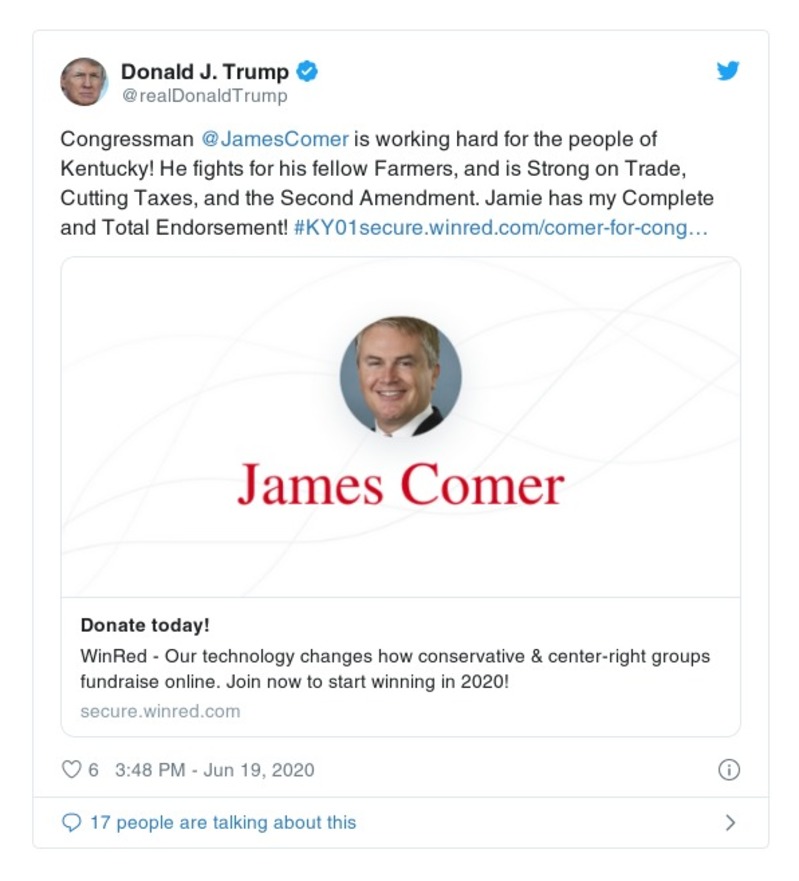 Donald J. Trump
@realDonaldTrump
Congressman @JamesComer is working hard for the people of
Kentucky! He fights for his fellow Farmers, and is Strong on Trade,
Cutting Taxes, and the Second Amendment. Jamie has my Complete
and Total Endorsement! #KY01secure.winred.com/comer-for-cong…
James Comer
Donate today!
WinRed - Our technology changes how conservative & center-right groups
fundraise online. Join now to start winning in 2020!
secure.winred.com
6 3:48 PM - Jun 19, 2020
17 people are talking about this